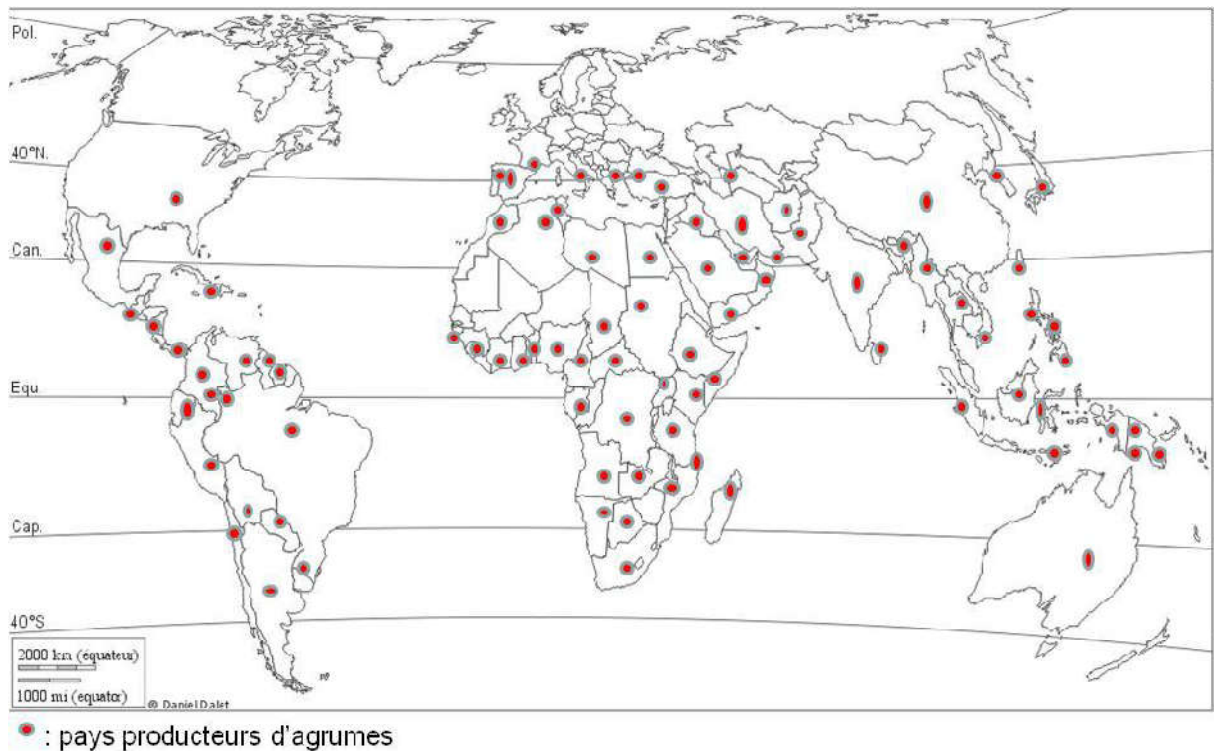 Pol.
40°N.
Can.
Equ.
Cap.
40°S
2000 km (équateur)
1000 mi (equator)
© Daniel Dalet
: pays producteurs d'agrumes